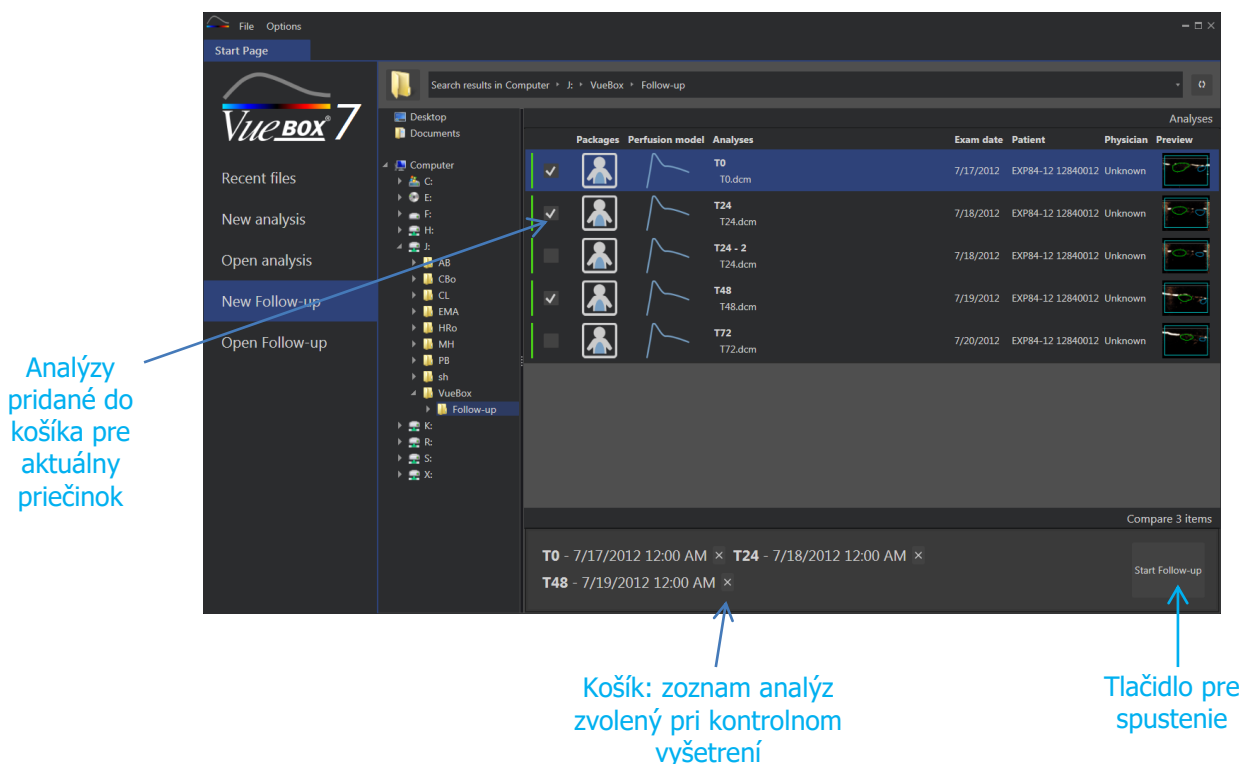 File Options
Start Page
VUEBOX® 7
Recent files
New analysis
Open analysis
New Follow-up
Open Follow-up
Search results in Computer J: VueBox Follow-up
Desktop
Documents
Computer
C:
E:
F:
H:
J:
AB
CBo
CL
EMA
HRo
MH
PB
sh
VueBox
Follow-up
K:
R:
S:
X:
Analyses
Packages Perfusion model Analyses Exam date Patient Physician Preview
T0
T0.dcm
7/17/2012 EXP84-12 12840012 Unknown
T24
T24.dcm
7/18/2012 EXP84-12 12840012 Unknown
T24 - 2
T24.dcm
7/18/2012 EXP84-12 12840012 Unknown
T48
T48.dcm
7/19/2012 EXP84-12 12840012 Unknown
T72
T72.dcm
7/20/2012 EXP84-12 12840012 Unknown
Compare 3 items
T0 - 7/17/2012 12:00 AM × T24 - 7/18/2012 12:00 AM ×
T48 - 7/19/2012 12:00 AM ×
Start Follow-up
Analýzy
pridané do
košíka pre
aktuálny
priečinok
Košík: zoznam analýz
zvolený pri kontrolnom
vyšetrení
Tlačidlo pre
spustenie